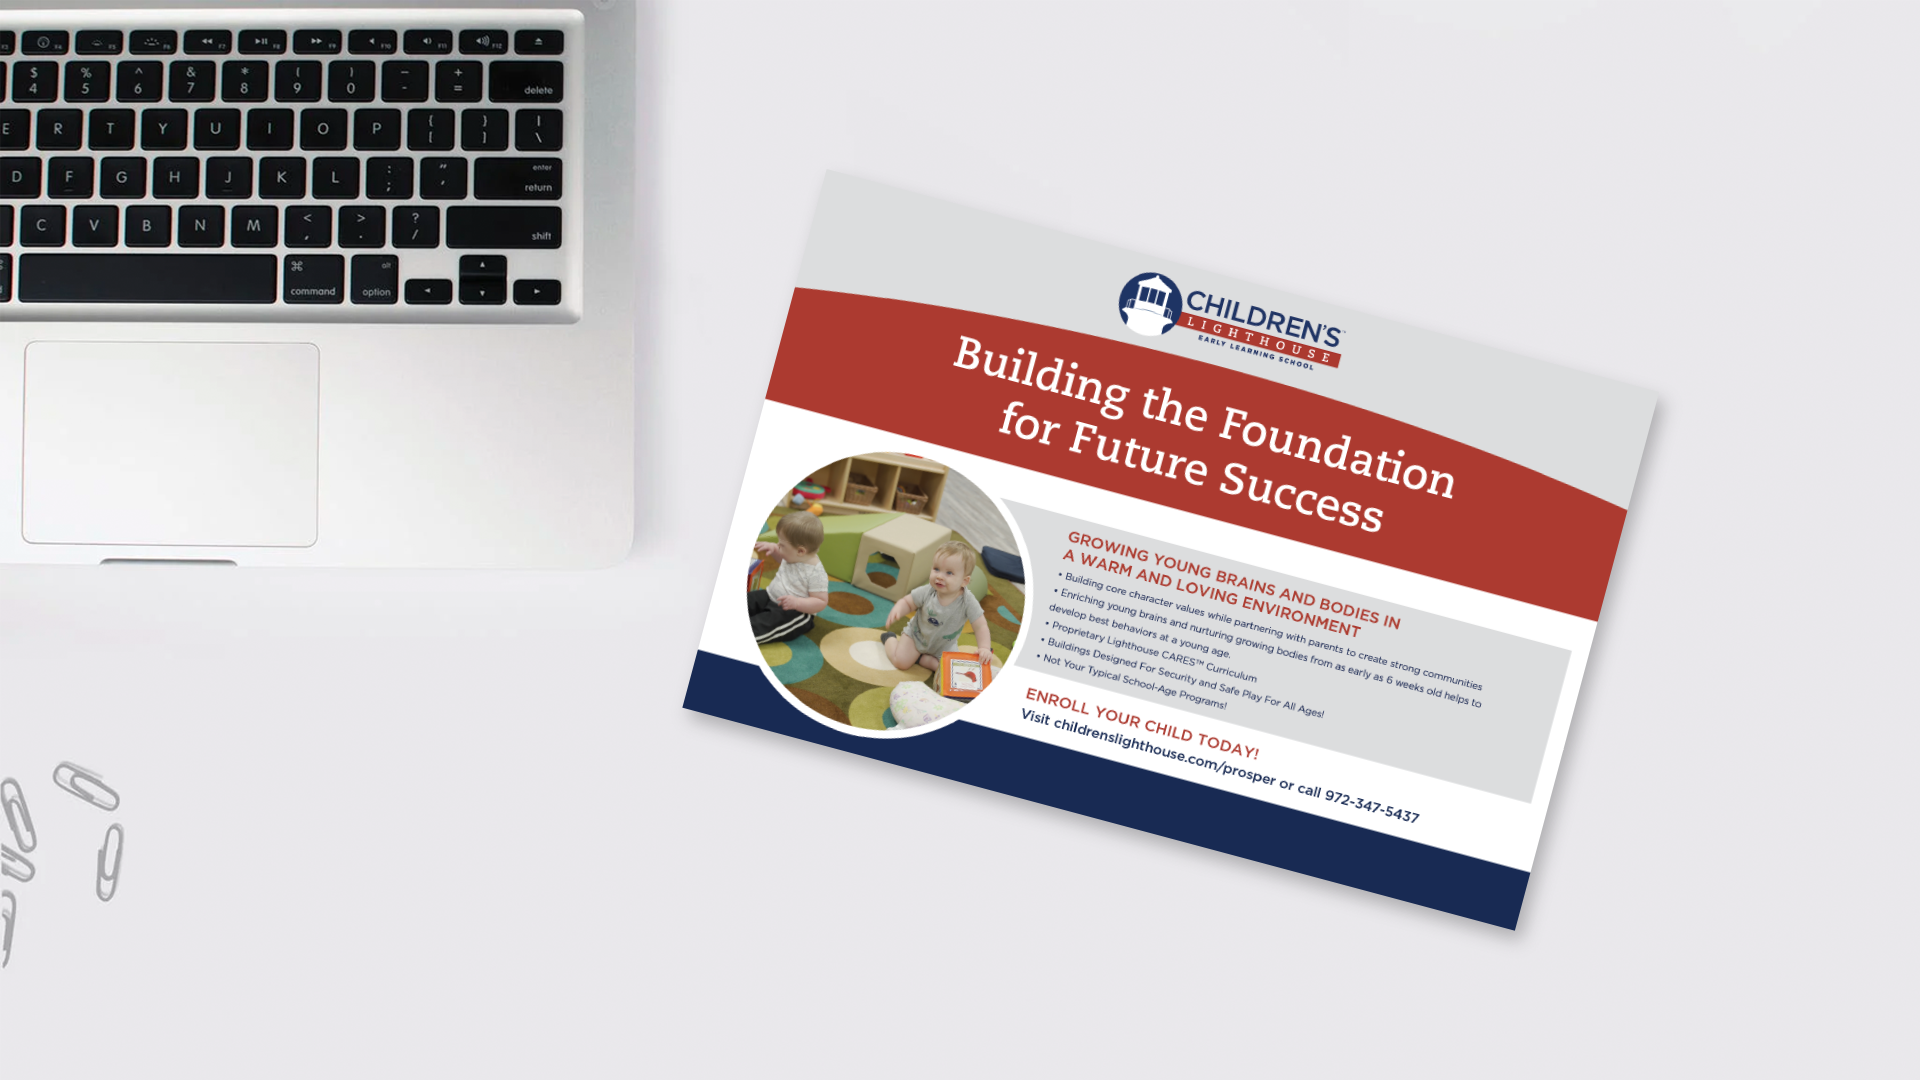 F3 F4 F5 F6 F7 F8 F9 F10 F11 F12
$ % ^ & * ( ) – +
4 5 6 7 8 9 0 - = delete
E R T Y U I O P { [ } ] | \
D F G H J K L : ; " ' enter return
C V B N M < , > . ? / shift
⌘ command alt option
CHILDREN'S™
LIGHTHOUSE
EARLY LEARNING SCHOOL
Building the Foundation
for Future Success
GROWING YOUNG BRAINS AND BODIES IN
A WARM AND LOVING ENVIRONMENT
• Building core character values while partnering with parents to create strong communities
• Enriching young brains and nurturing growing bodies from as early as 6 weeks old helps to
develop best behaviors at a young age.
• Proprietary Lighthouse CARES™ Curriculum
• Buildings Designed For Security and Safe Play For All Ages!
• Not Your Typical School-Age Programs!
ENROLL YOUR CHILD TODAY!
Visit childrenslighthouse.com/prosper or call 972-347-5437